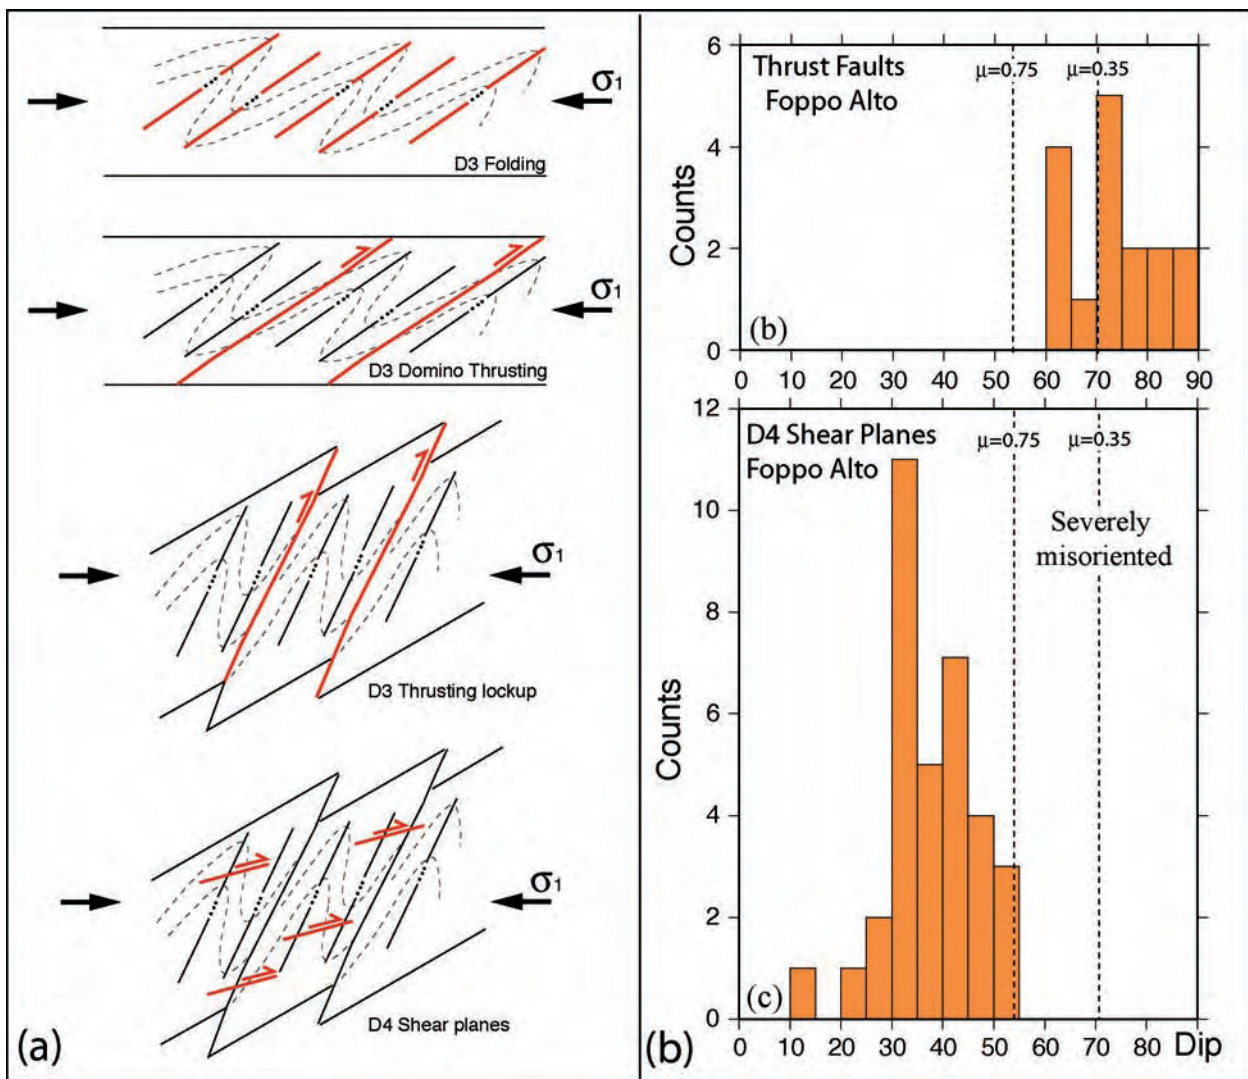 σ1
D3 Folding
σ1
D3 Domino Thrusting
σ1
D3 Thrusting lockup
σ1
D4 Shear planes
(a)
Thrust Faults
Foppo Alto
μ=0.75
μ=0.35
Counts
6
4
2
0
(b)
0 10 20 30 40 50 60 70 80 90
D4 Shear Planes
Foppo Alto
μ=0.75
μ=0.35
Severely
misoriented
Counts
12
10
8
6
4
2
0
(c)
(b)
0 10 20 30 40 50 60 70 80 Dip